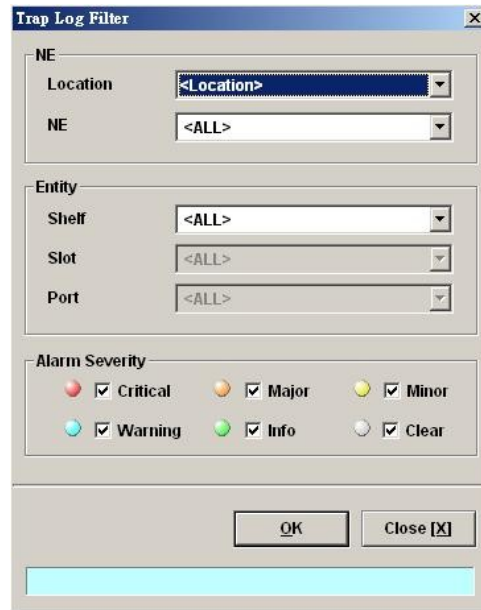 Trap Log Filter
NE
Location <Location>
NE <ALL>
Entity
Shelf <ALL>
Slot <ALL>
Port <ALL>
Alarm Severity
Critical Major Minor
Warning Info Clear
OK Close [X]